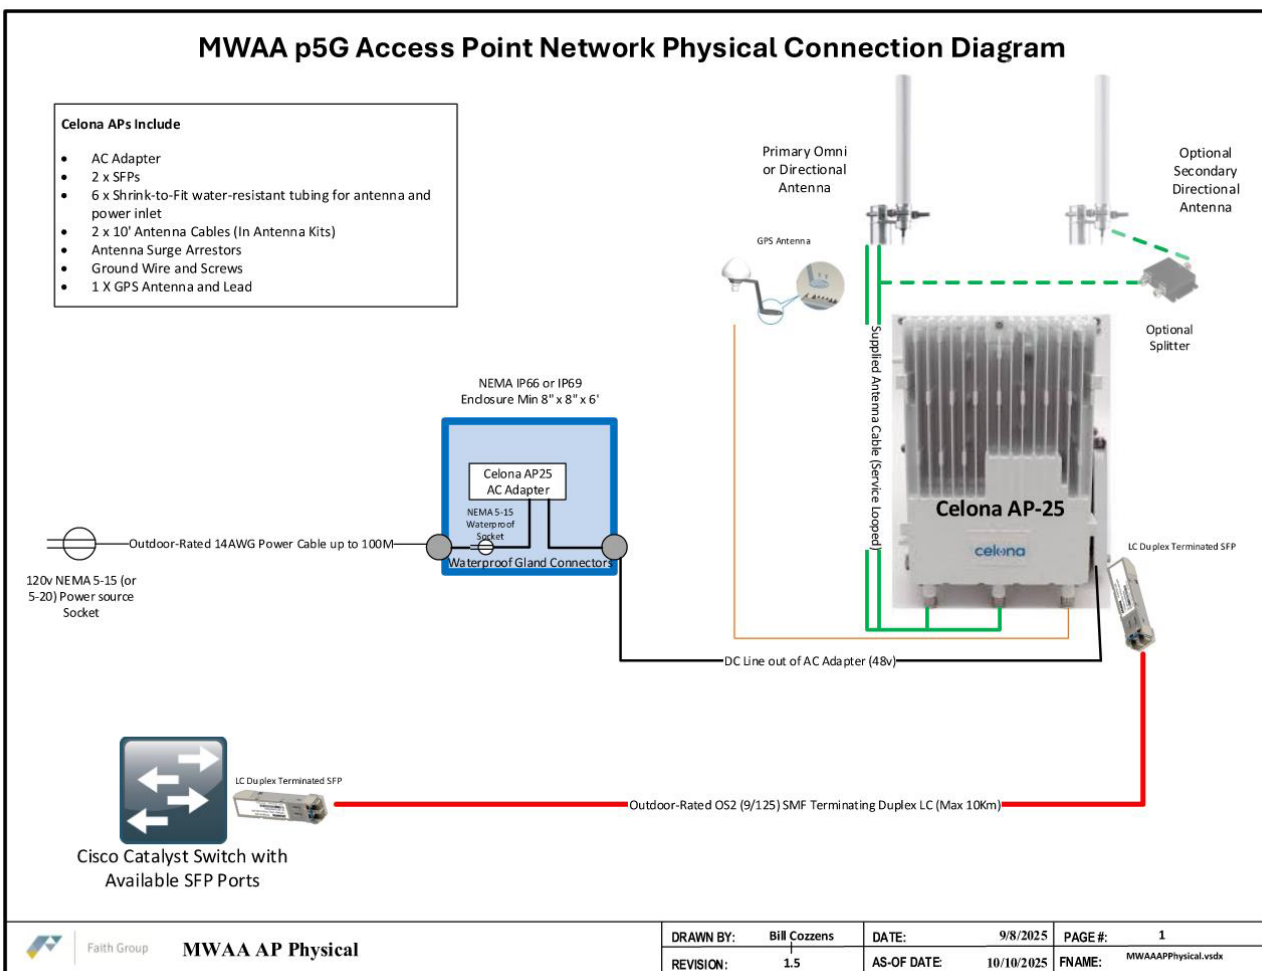 MWAA p5G Access Point Network Physical Connection Diagram
Celona APs Include
• AC Adapter
• 2 x SFPs
• 6 x Shrink-to-Fit water-resistant tubing for antenna and
power inlet
• 2 x 10' Antenna Cables (In Antenna Kits)
• Antenna Surge Arrestors
• Ground Wire and Screws
• 1 X GPS Antenna and Lead
Primary Omni
or Directional
Antenna
Optional
Secondary
Directional
Antenna
GPS Antenna
Optional
Splitter
Supplied Antenna Cable (Service Looped)
NEMA IP66 or IP69
Enclosure Min 8" x 8" x 6'
Celona AP25
AC Adapter
NEMA 5-15
Waterproof
Socket
Waterproof Gland Connectors
Outdoor-Rated 14AWG Power Cable up to 100M
120v NEMA 5-15 (or
5-20) Power source
Socket
Celona AP-25
celona
LC Duplex Terminated SFP
DC Line out of AC Adapter (48v)
LC Duplex Terminated SFP
Outdoor-Rated OS2 (9/125) SMF Terminating Duplex LC (Max 10Km)
Cisco Catalyst Switch with
Available SFP Ports
Faith Group
MWAA AP Physical
DRAWN BY: Bill Cozzens DATE: 9/8/2025 PAGE #: 1
REVISION: 1.5 AS-OF DATE: 10/10/2025 FNAME: MWAAAPPhysical.vsdx